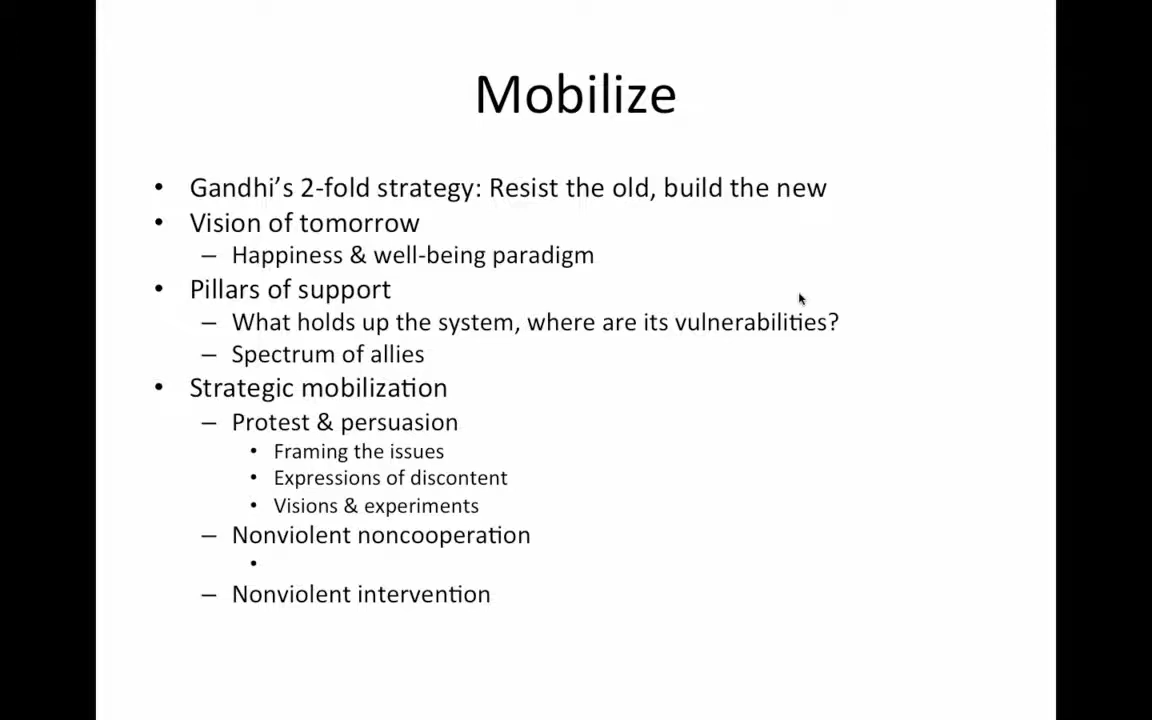 Mobilize
• Gandhi’s 2-fold strategy: Resist the old, build the new
• Vision of tomorrow
– Happiness & well-being paradigm
• Pillars of support
– What holds up the system, where are its vulnerabilities?
– Spectrum of allies
• Strategic mobilization
– Protest & persuasion
• Framing the issues
• Expressions of discontent
• Visions & experiments
– Nonviolent noncooperation
•
– Nonviolent intervention